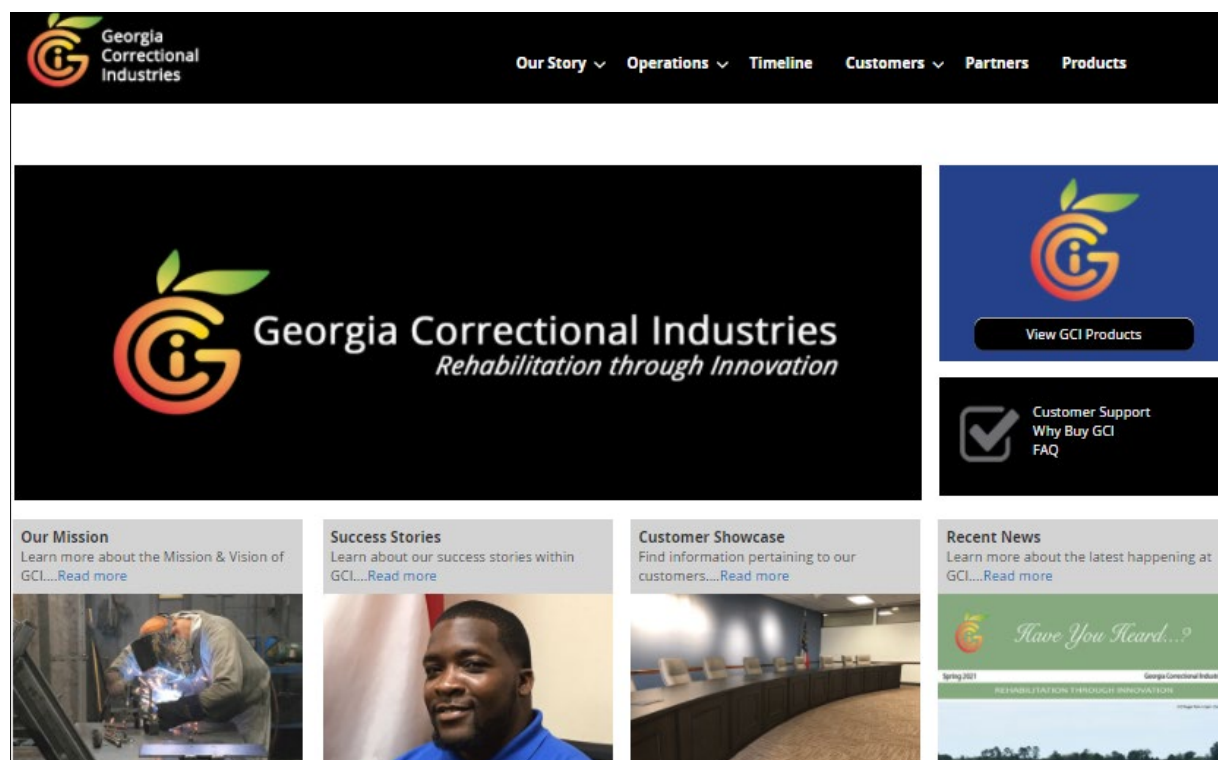 Georgia
Correctional
Industries
Our Story
Operations
Timeline
Customers
Partners
Products
Georgia Correctional Industries
Rehabilitation through Innovation
View GCI Products
Customer Support
Why Buy GCI
FAQ
Our Mission
Learn more about the Mission & Vision of
GCI....Read more
Success Stories
Learn about our success stories within
GCI....Read more
Customer Showcase
Find information pertaining to our
customers....Read more
Recent News
Learn more about the latest happening at
GCI....Read more
Have You Heard...?
Spring 2021
Georgia Correctional
REHABILITATION THROUGH INNOVATION